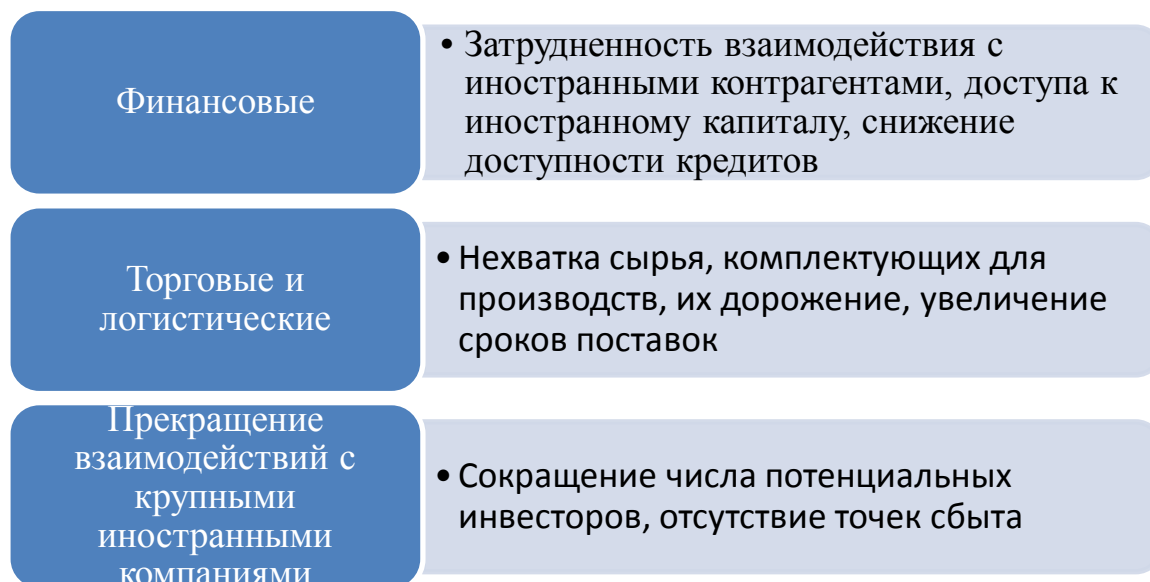 Финансовые
• Затрудненность взаимодействия с
иностранными контрагентами, доступа к
иностранному капиталу, снижение
доступности кредитов
Торговые и
логистические
• Нехватка сырья, комплектующих для
производств, их дорожение, увеличение
сроков поставок
Прекращение
взаимодействий с
крупными
иностранными
компаниями
• Сокращение числа потенциальных
инвесторов, отсутствие точек сбыта